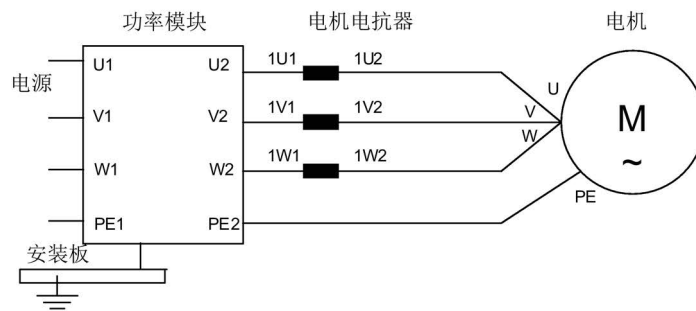 功率模块 电机电抗器 电机
电源
U1 U2 1U1 1U2 U
V1 V2 1V1 1V2 V
W1 W2 1W1 1W2 W
M
~
PE1 PE2 PE
安装板